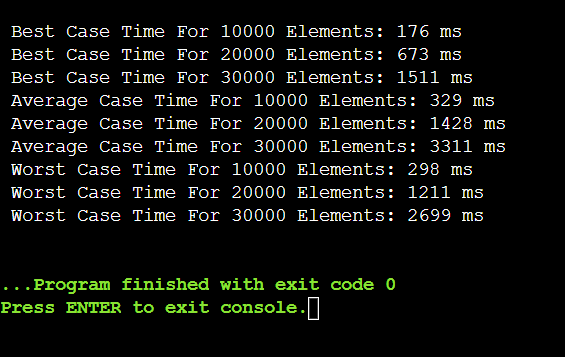 Best Case Time For 10000 Elements: 176 ms
Best Case Time For 20000 Elements: 673 ms
Best Case Time For 30000 Elements: 1511 ms
Average Case Time For 10000 Elements: 329 ms
Average Case Time For 20000 Elements: 1428 ms
Average Case Time For 30000 Elements: 3311 ms
Worst Case Time For 10000 Elements: 298 ms
Worst Case Time For 20000 Elements: 1211 ms
Worst Case Time For 30000 Elements: 2699 ms
...Program finished with exit code 0
Press ENTER to exit console.